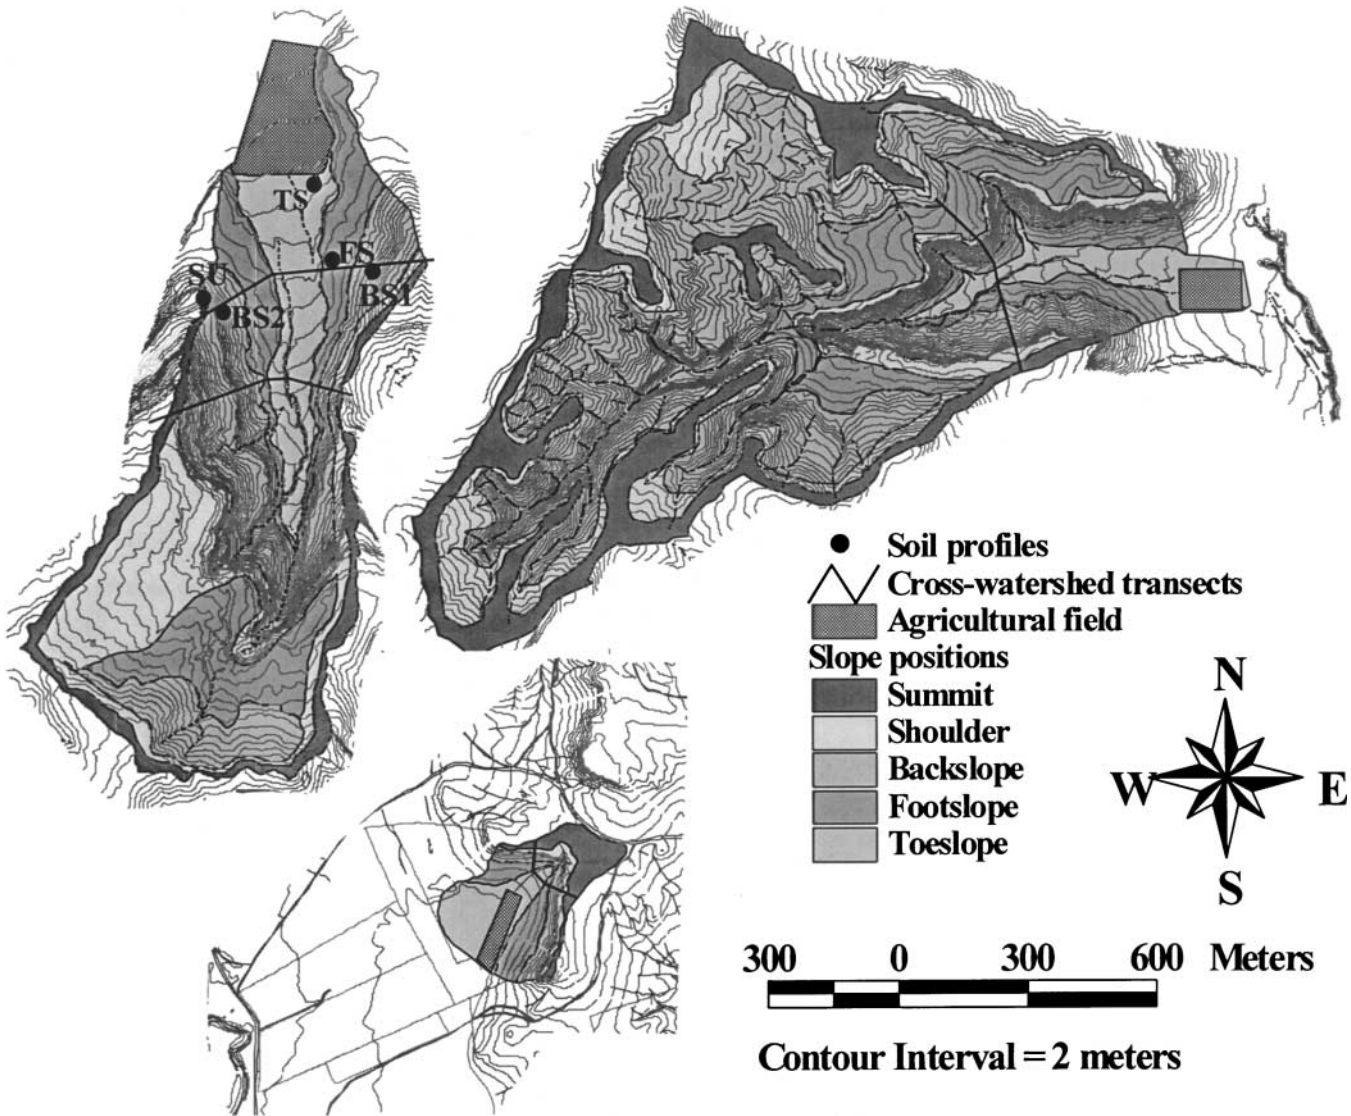 TS
FS
SU
BS1
BS2
Soil profiles
Cross-watershed transects
Agricultural field
Slope positions
Summit
Shoulder
Backslope
Footslope
Toeslope
N
W E
S
300 0 300 600 Meters
Contour Interval = 2 meters